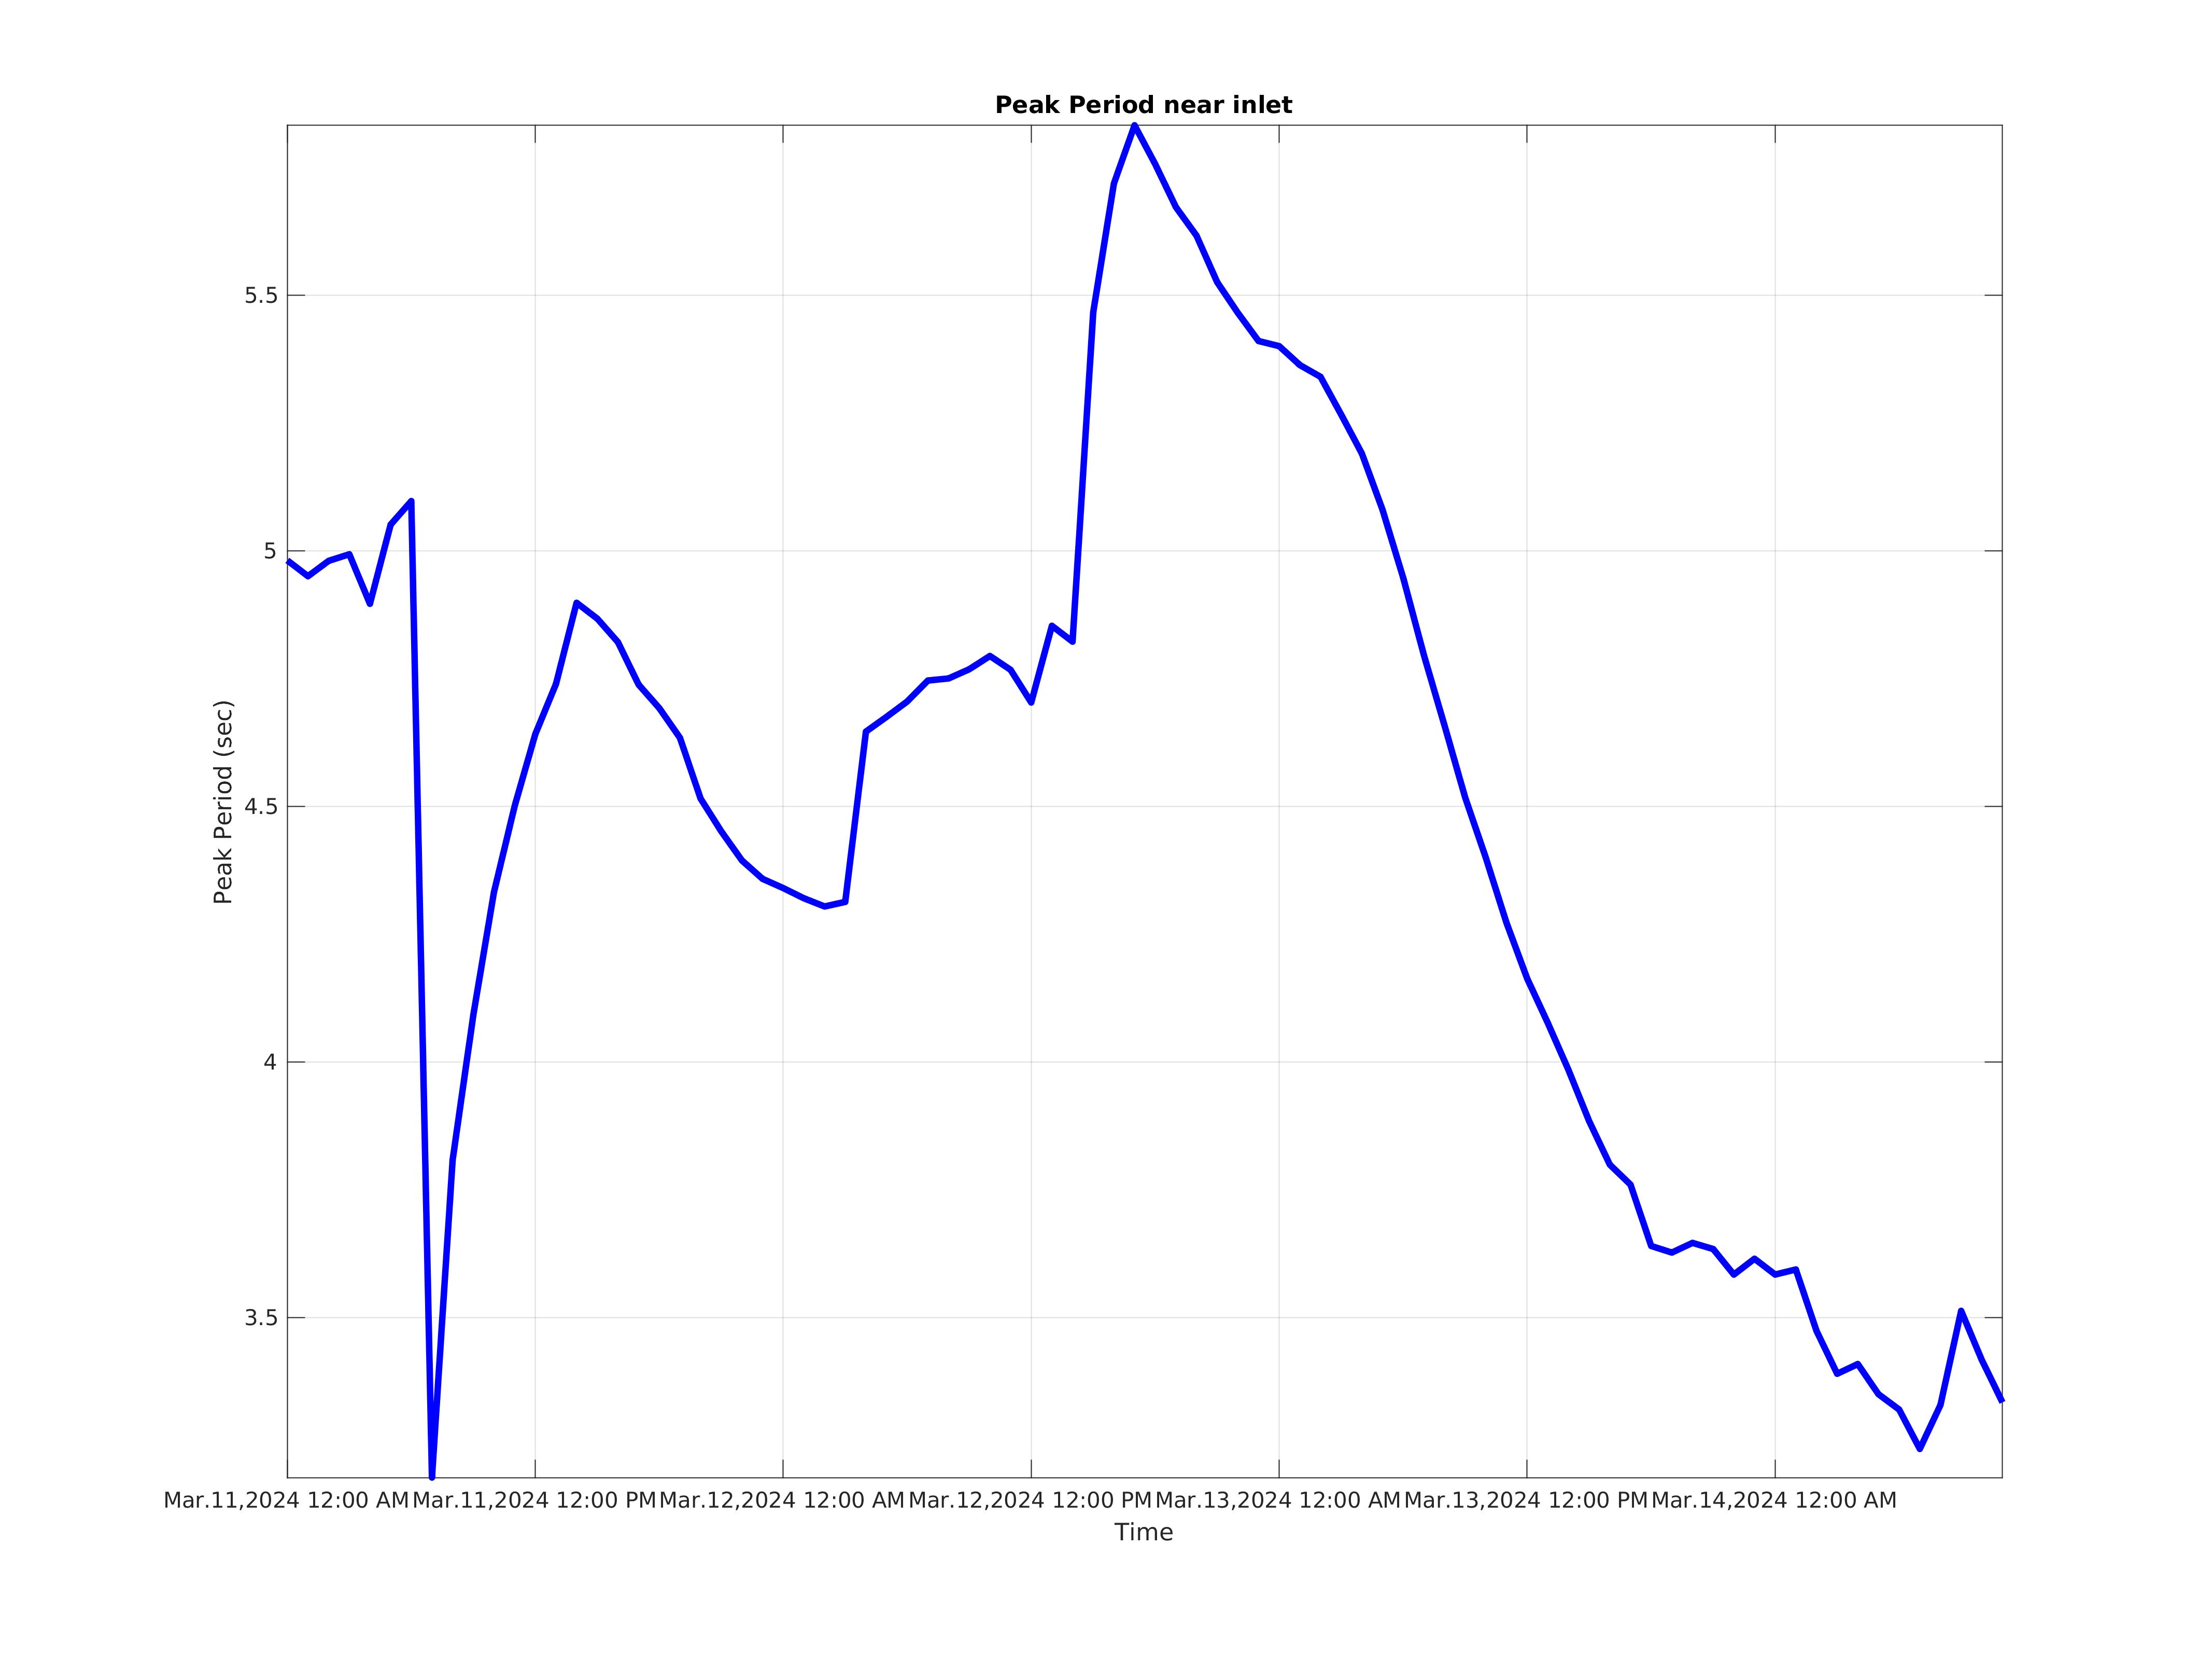 Peak Period near inlet
Peak Period (sec)
5.5
5
4.5
4
3.5
Mar.11,2024 12:00 AM Mar.11,2024 12:00 PM Mar.12,2024 12:00 AM Mar.12,2024 12:00 PM Mar.13,2024 12:00 AM Mar.13,2024 12:00 PM Mar.14,2024 12:00 AM
Time